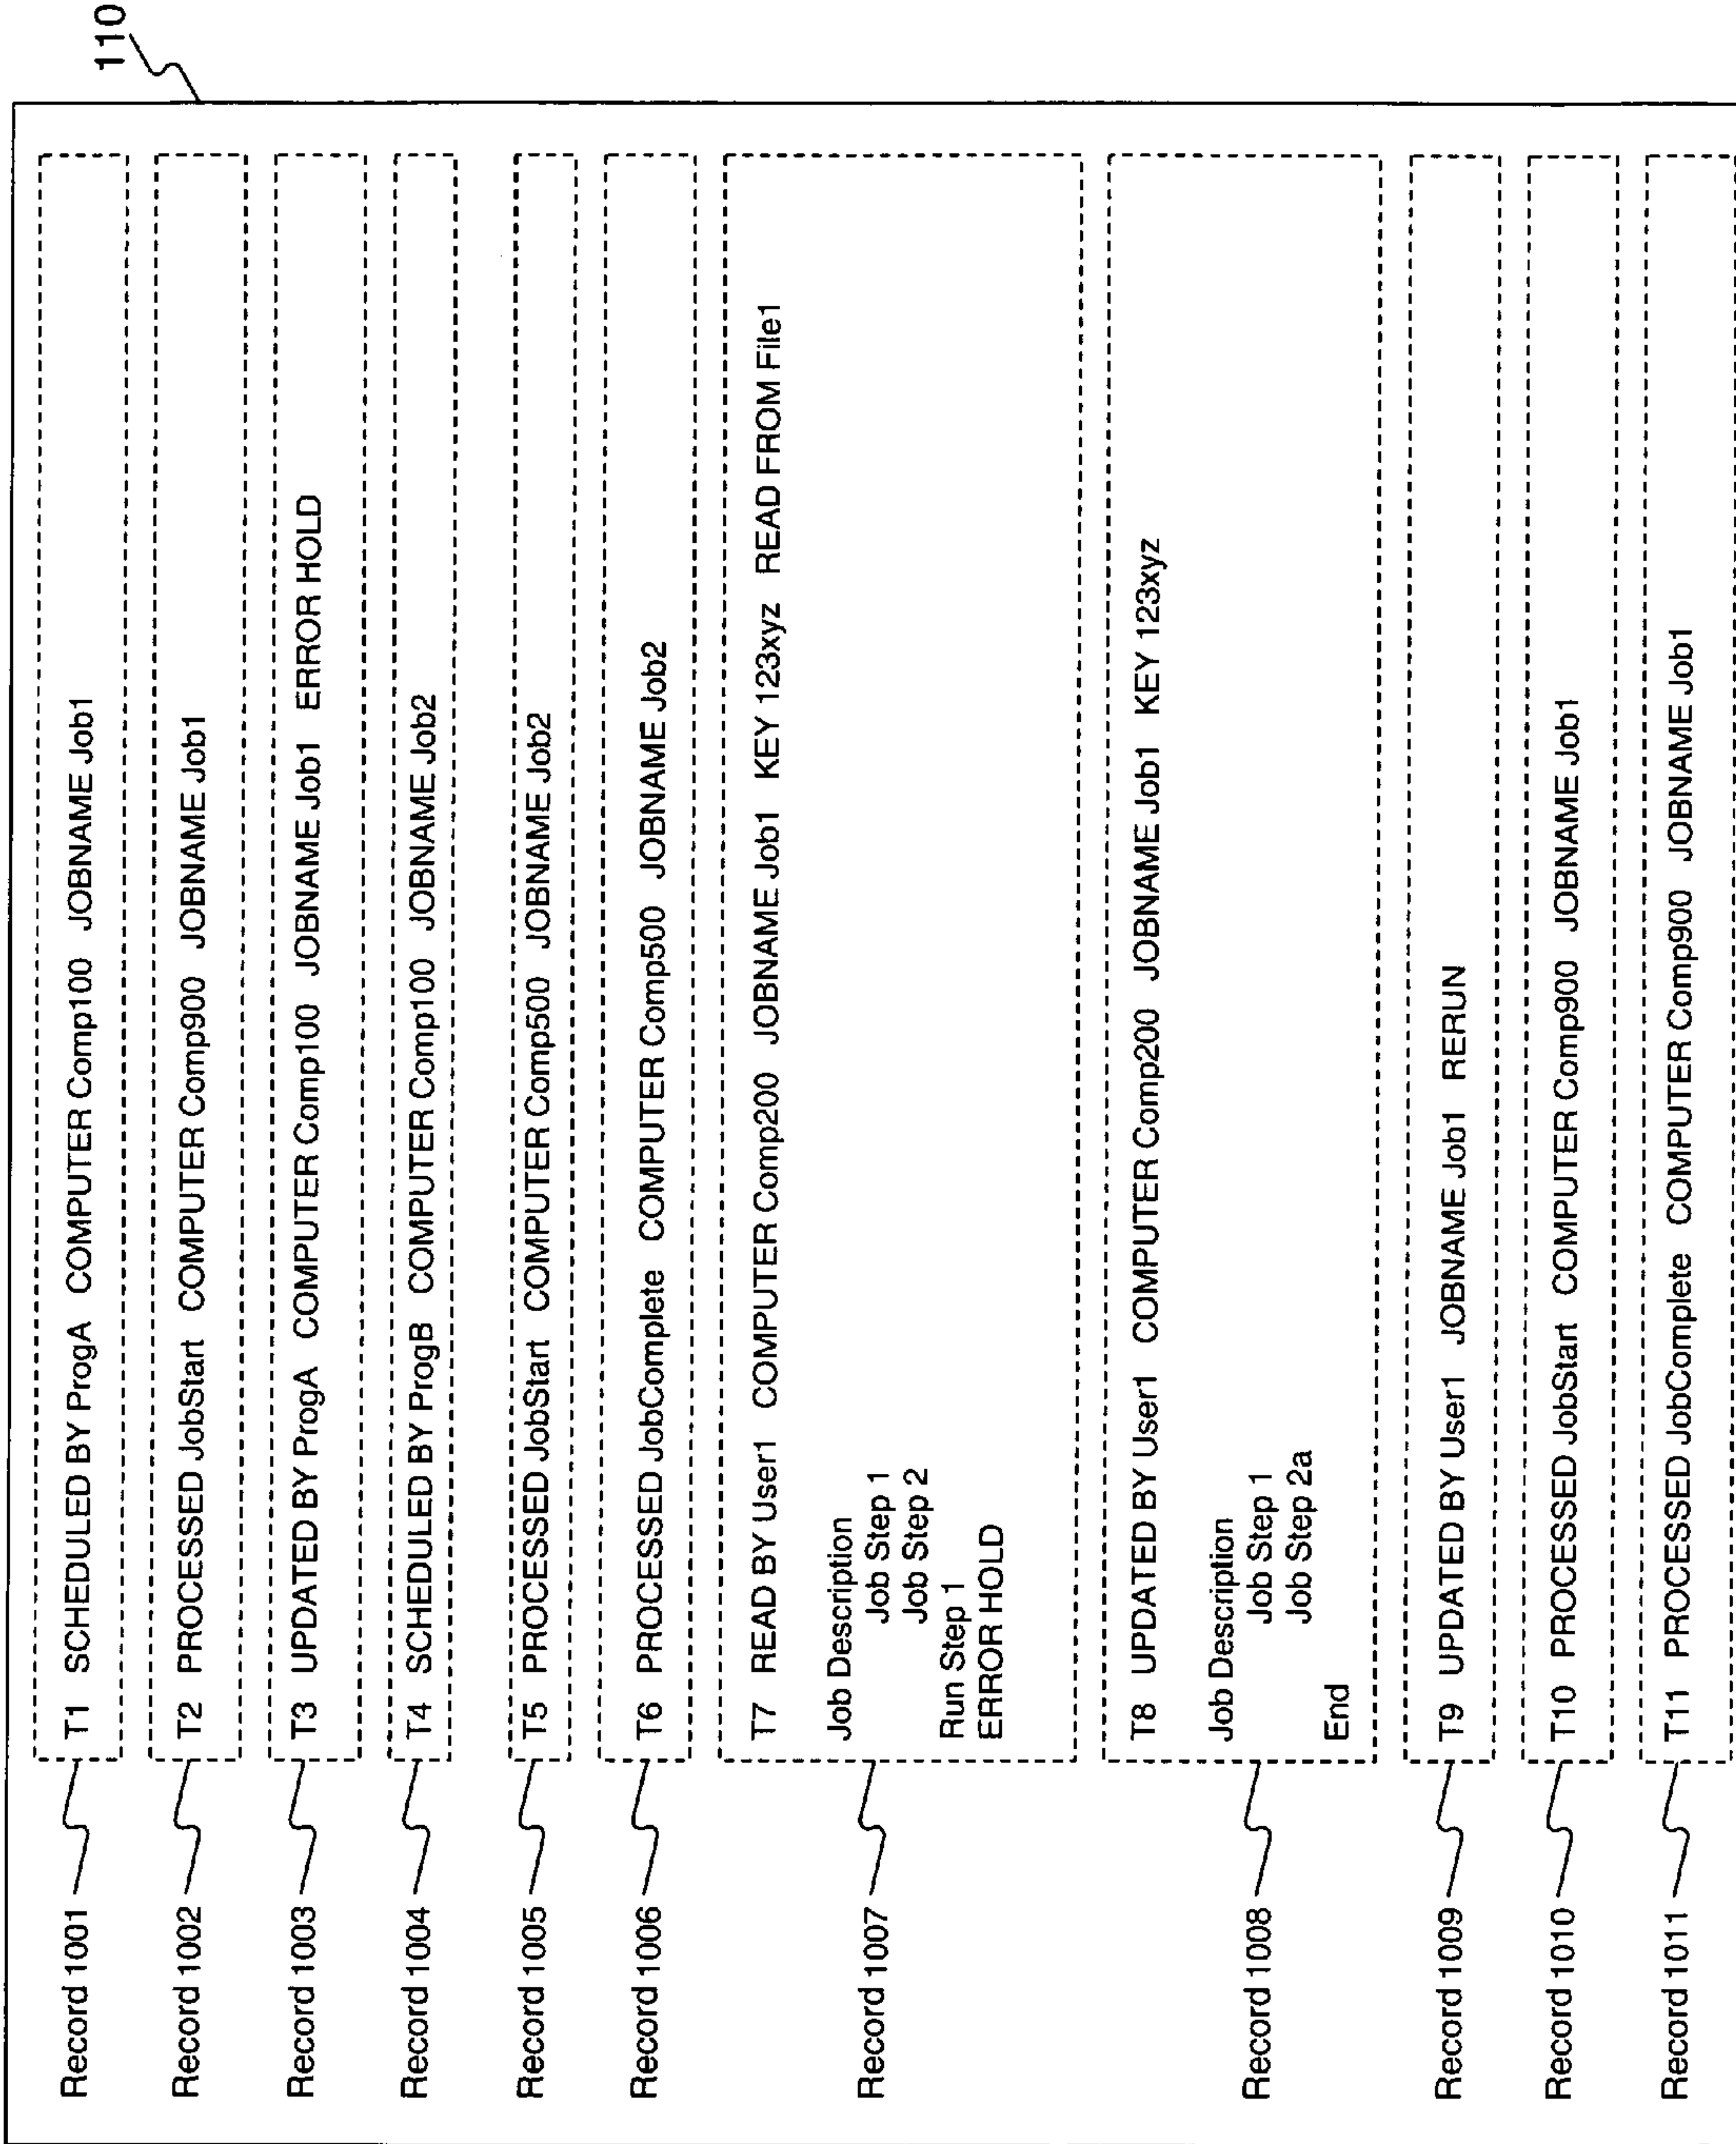 110
Record 1001 T1 SCHEDULED BY ProgA COMPUTER Comp100 JOBNAME Job1
Record 1002 T2 PROCESSED JobStart COMPUTER Comp900 JOBNAME Job1
Record 1003 T3 UPDATED BY ProgA COMPUTER Comp100 JOBNAME Job1 ERROR HOLD
Record 1004 T4 SCHEDULED BY ProgB COMPUTER Comp100 JOBNAME Job2
Record 1005 T5 PROCESSED JobStart COMPUTER Comp500 JOBNAME Job2
Record 1006 T6 PROCESSED JobComplete COMPUTER Comp500 JOBNAME Job2
Record 1007 T7 READ BY User1 COMPUTER Comp200 JOBNAME Job1 KEY 123xyz READ FROM File1
Job Description
Job Step 1
Job Step 2
Run Step 1
ERROR HOLD
Record 1008 T8 UPDATED BY User1 COMPUTER Comp200 JOBNAME Job1 KEY 123xyz
Job Description
Job Step 1
Job Step 2a
End
Record 1009 T9 UPDATED BY User1 JOBNAME Job1 RERUN
Record 1010 T10 PROCESSED JobStart COMPUTER Comp900 JOBNAME Job1
Record 1011 T11 PROCESSED JobComplete COMPUTER Comp900 JOBNAME Job1